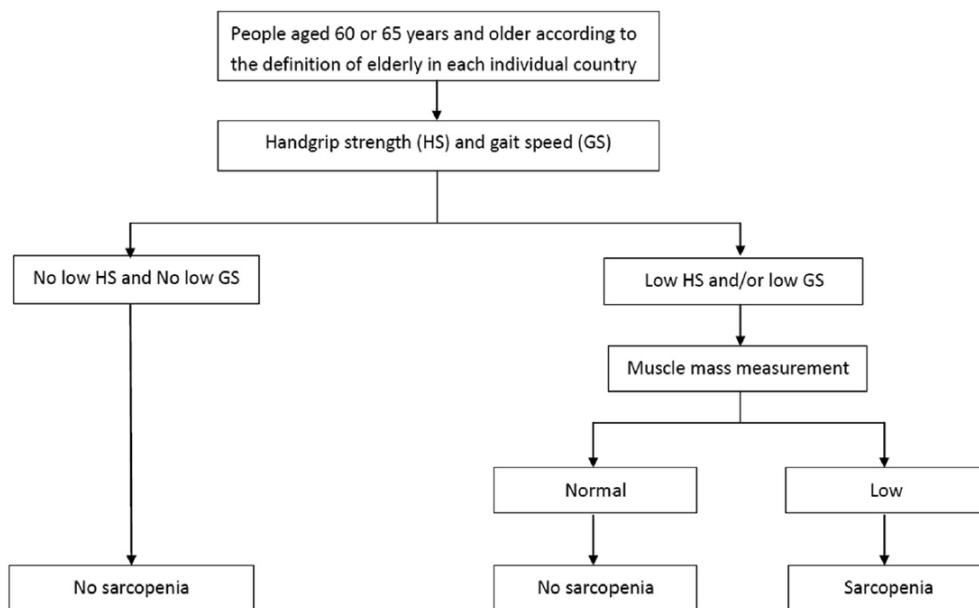 People aged 60 or 65 years and older according to
the definition of elderly in each individual country
Handgrip strength (HS) and gait speed (GS)
No low HS and No low GS
Low HS and/or low GS
Muscle mass measurement
Normal
Low
No sarcopenia
No sarcopenia
Sarcopenia